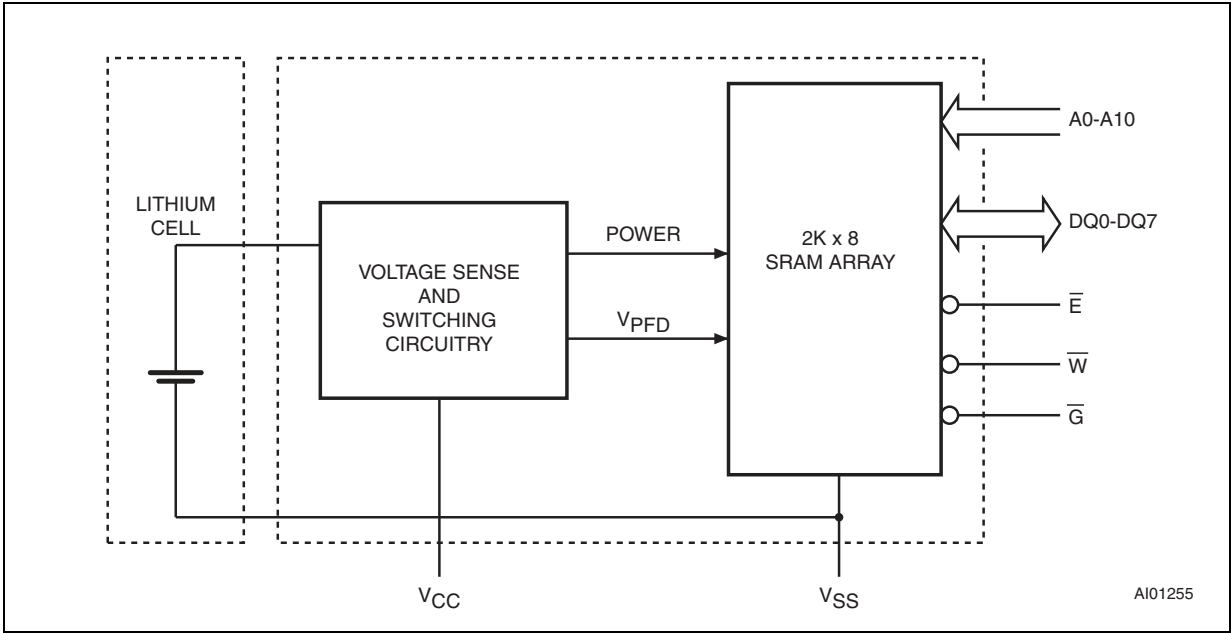 LITHIUM
CELL
VOLTAGE SENSE
AND
SWITCHING
CIRCUITRY
POWER
VPFD
2K x 8
SRAM ARRAY
A0-A10
DQ0-DQ7
E̅
W̅
G̅
VCC
VSS
AI01255